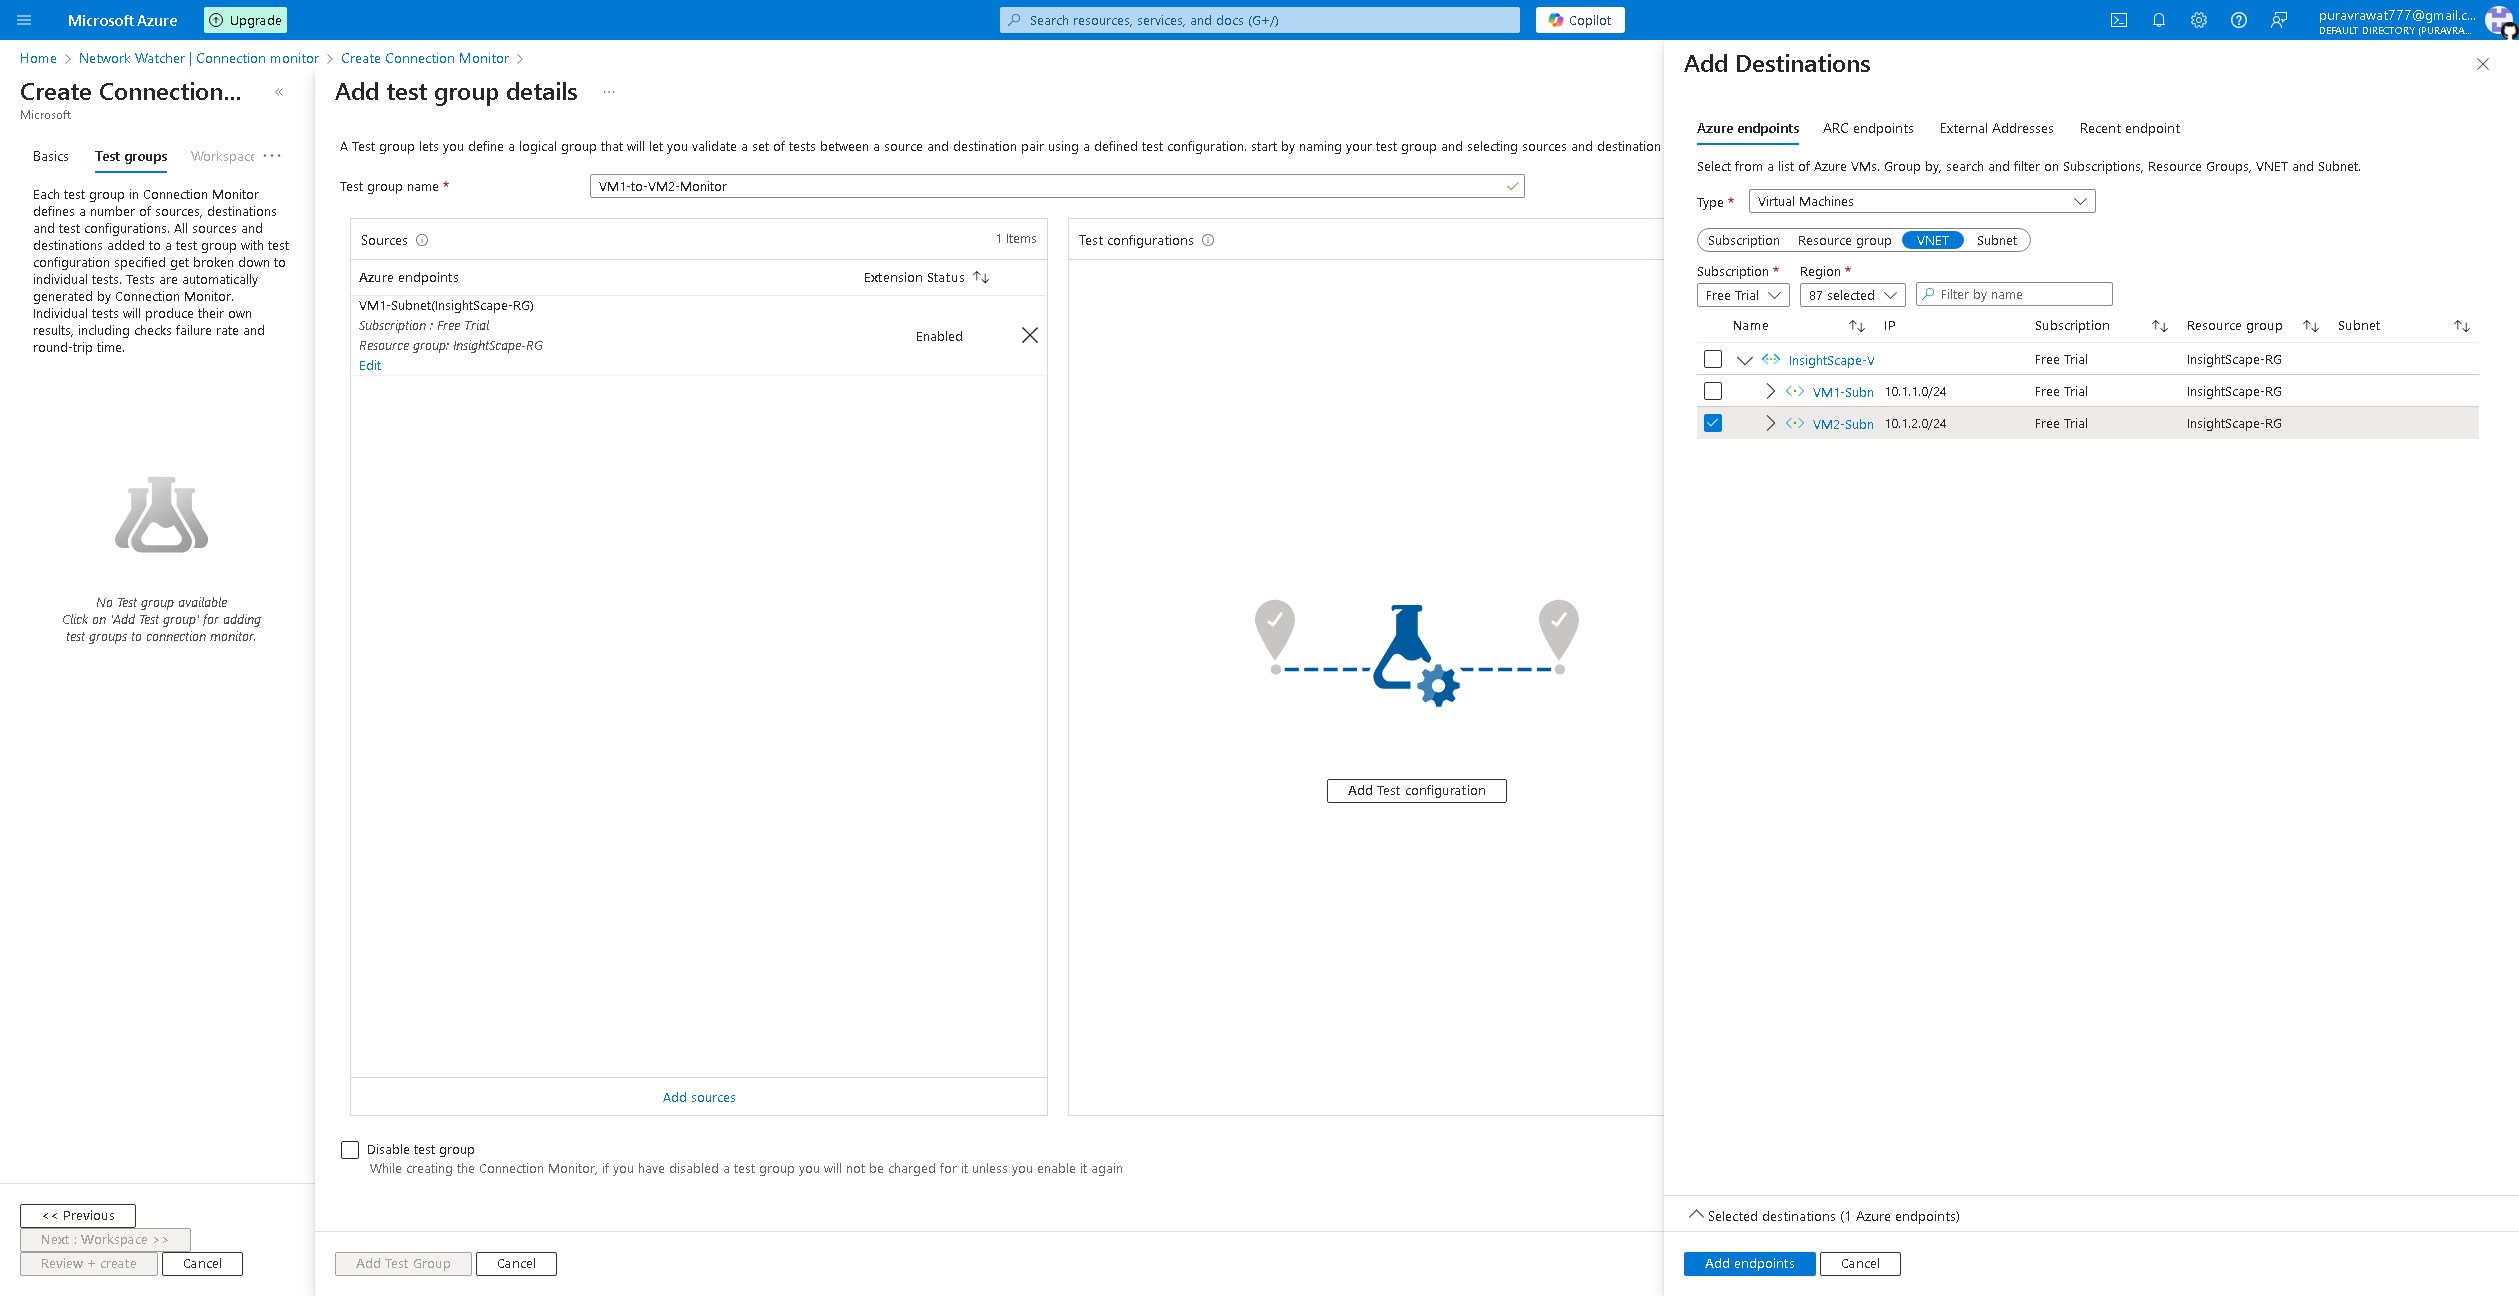 Microsoft Azure
Upgrade
Search resources, services, and docs (G+/)
Copilot
puravrawat777@gmail.c...
DEFAULT DIRECTORY (PURAVRA...
Home > Network Watcher | Connection monitor > Create Connection Monitor >
Create Connection...
Microsoft
Basics
Test groups
Workspace
Each test group in Connection Monitor
defines a number of sources, destinations
and test configurations. All sources and
destinations added to a test group with test
configuration specified get broken down to
individual tests. Tests are automatically
generated by Connection Monitor.
Individual tests will produce their own
results, including checks failure rate and
round-trip time.
No Test group available
Click on 'Add Test group' for adding
test groups to connection monitor.
<< Previous
Next : Workspace >>
Review + create
Cancel
Add test group details
...
A Test group lets you define a logical group that will let you validate a set of tests between a source and destination pair using a defined test configuration. start by naming your test group and selecting sources and destination
Test group name *
VM1-to-VM2-Monitor
Sources
1 Items
Azure endpoints
Extension Status
VM1-Subnet(InsightScape-RG)
Subscription : Free Trial
Resource group: InsightScape-RG
Enabled
Edit
Add sources
Test configurations
Add Test configuration
Disable test group
While creating the Connection Monitor, if you have disabled a test group you will not be charged for it unless you enable it again
Add Test Group
Cancel
Add Destinations
Azure endpoints
ARC endpoints
External Addresses
Recent endpoint
Select from a list of Azure VMs. Group by, search and filter on Subscriptions, Resource Groups, VNET and Subnet.
Type *
Virtual Machines
Subscription
Resource group
VNET
Subnet
Subscription *
Region *
Free Trial
87 selected
Filter by name
Name IP Subscription Resource group Subnet
InsightScape-V Free Trial InsightScape-RG
VM1-Subn 10.1.1.0/24 Free Trial InsightScape-RG
VM2-Subn 10.1.2.0/24 Free Trial InsightScape-RG
Selected destinations (1 Azure endpoints)
Add endpoints
Cancel